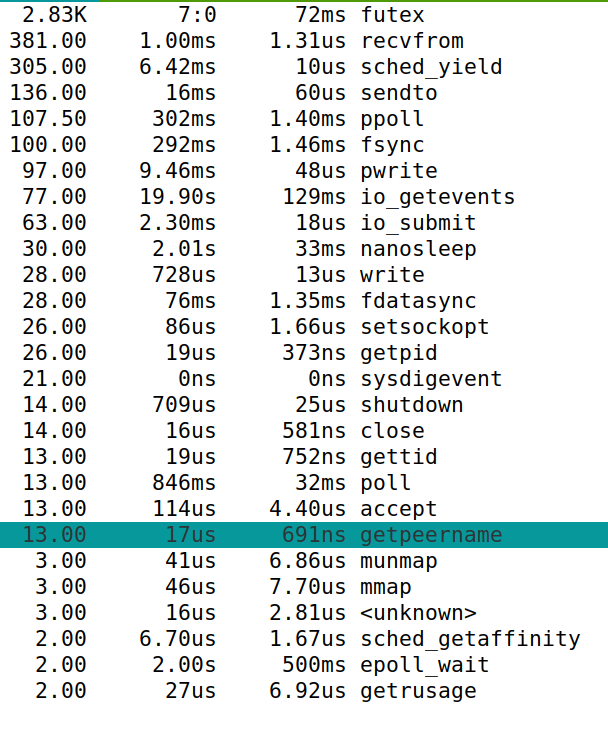 2.83K 7:0 72ms futex
381.00 1.00ms 1.31us recvfrom
305.00 6.42ms 10us sched_yield
136.00 16ms 60us sendto
107.50 302ms 1.40ms ppoll
100.00 292ms 1.46ms fsync
97.00 9.46ms 48us pwrite
77.00 19.90s 129ms io_getevents
63.00 2.30ms 18us io_submit
30.00 2.01s 33ms nanosleep
28.00 728us 13us write
28.00 76ms 1.35ms fdatasync
26.00 86us 1.66us setsockopt
26.00 19us 373ns getpid
21.00 0ns 0ns sysdigevent
14.00 709us 25us shutdown
14.00 16us 581ns close
13.00 19us 752ns gettid
13.00 846ms 32ms poll
13.00 114us 4.40us accept
13.00 17us 691ns getpeername
3.00 41us 6.86us munmap
3.00 46us 7.70us mmap
3.00 16us 2.81us <unknown>
2.00 6.70us 1.67us sched_getaffinity
2.00 2.00s 500ms epoll_wait
2.00 27us 6.92us getrusage